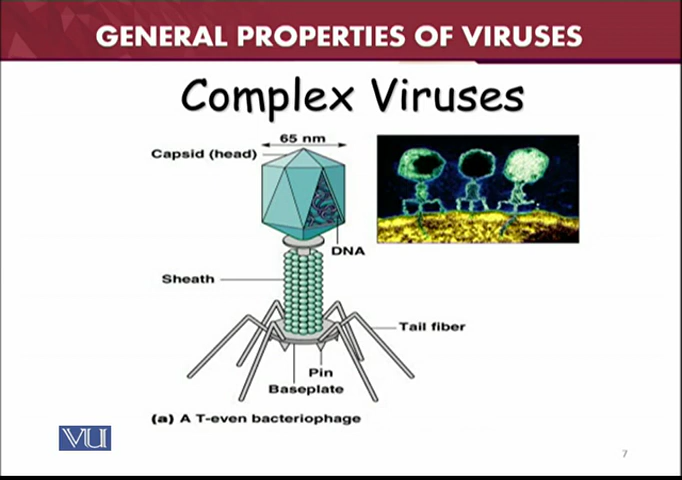 GENERAL PROPERTIES OF VIRUSES
Complex Viruses
65 nm
Capsid (head)
DNA
Sheath
Tail fiber
Pin
Baseplate
(a) A T-even bacteriophage
VU
7